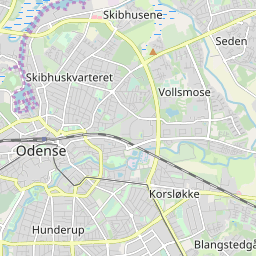 Skibhusene
Seden
Skibhuskvarteret
Vollsmose
Odense
Korsløkke
Hunderup
Blangstedgå